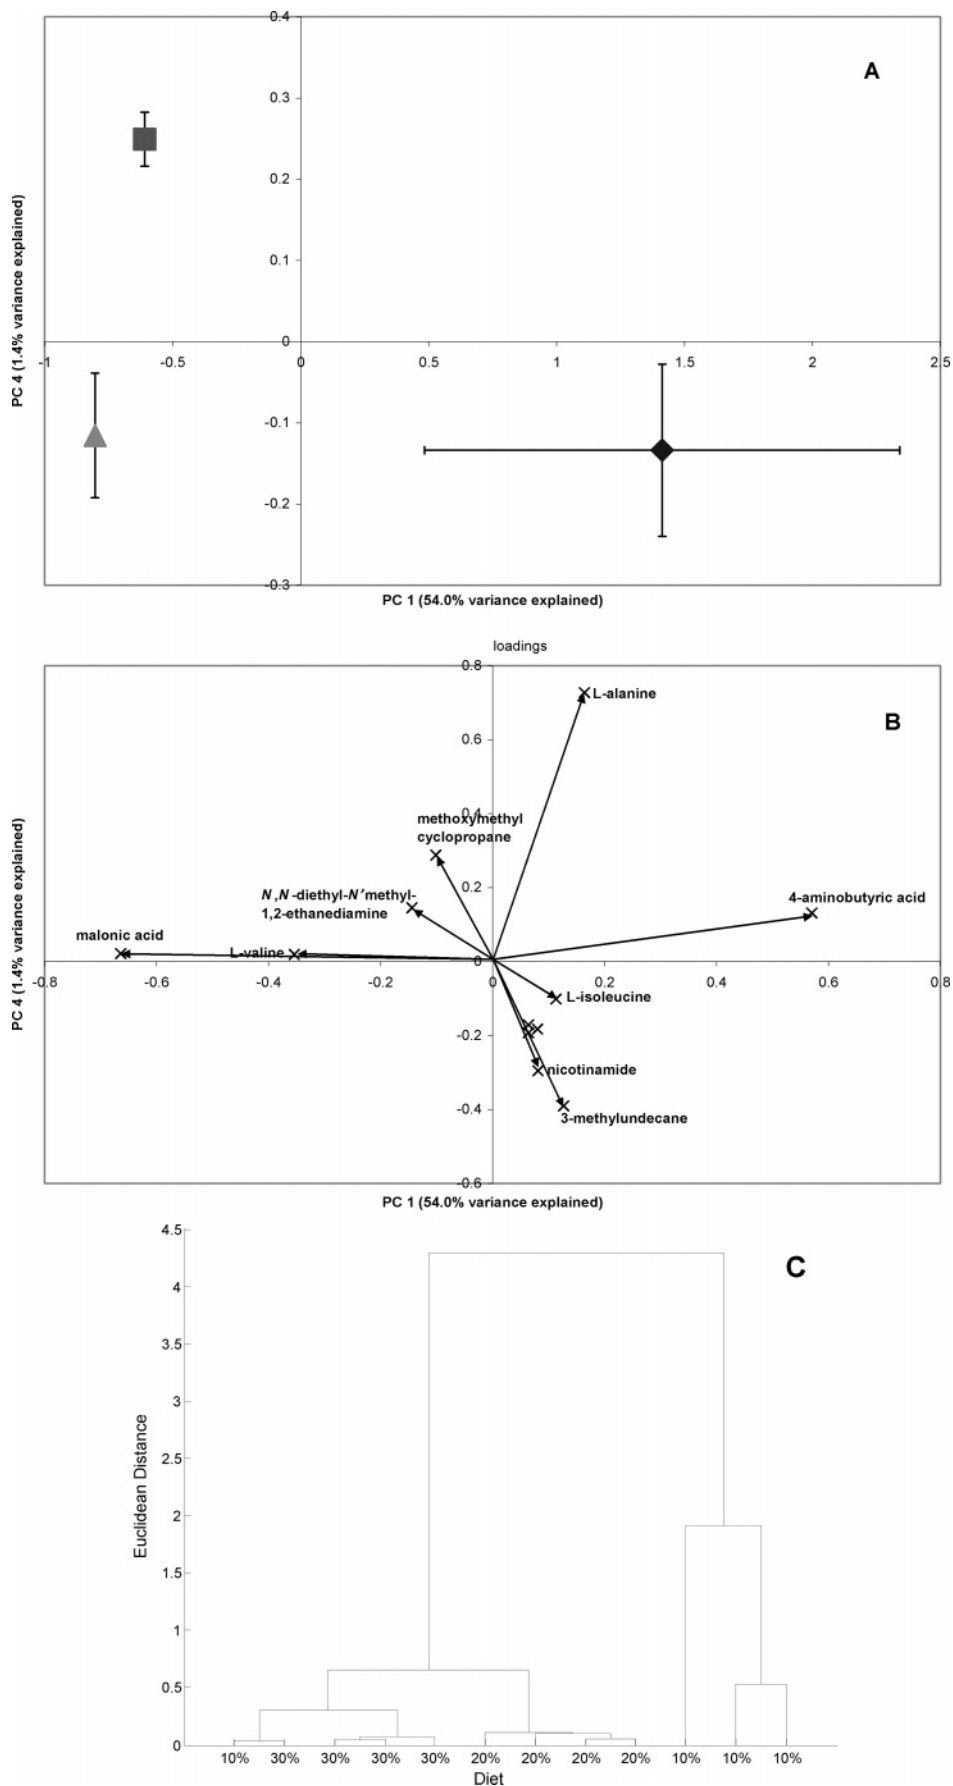 0.4
A
0.3
0.2
0.1
0
-1
-0.5
0
0.5
1
1.5
2
2.5
-0.1
-0.2
-0.3
PC 4 (1.4% variance explained)
PC 1 (54.0% variance explained)
loadings
0.8
L-alanine
B
0.6
0.4
methoxymethyl
cyclopropane
0.2
N,N-diethyl-N'methyl-
1,2-ethanediamine
4-aminobutyric acid
malonic acid
L-valine
0
-0.8
-0.6
-0.4
-0.2
0
0.2
0.4
0.6
0.8
L-isoleucine
-0.2
nicotinamide
-0.4
3-methylundecane
-0.6
PC 4 (1.4% variance explained)
PC 1 (54.0% variance explained)
4.5
C
4
3.5
3
2.5
2
1.5
1
0.5
0
Euclidean Distance
10% 30% 30% 30% 30% 20% 20% 20% 20% 10% 10% 10%
Diet